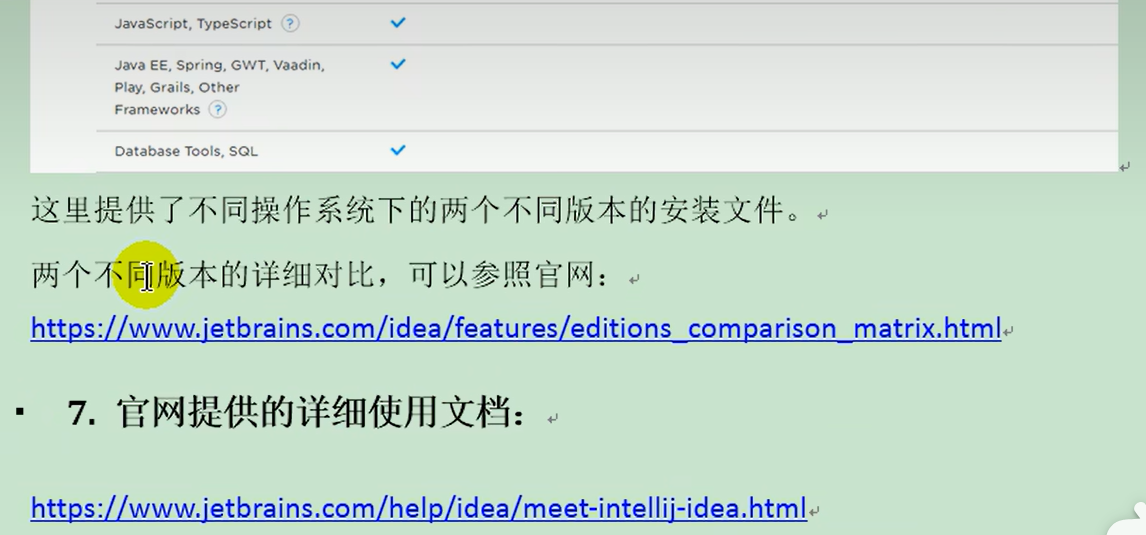 JavaScript, TypeScript ?
Java EE, Spring, GWT, Vaadin,
Play, Grails, Other
Frameworks ?
Database Tools, SQL
这里提供了不同操作系统下的两个不同版本的安装文件。
两个不同版本的详细对比，可以参照官网：
https://www.jetbrains.com/idea/features/editions_comparison_matrix.html
▪ 7. 官网提供的详细使用文档：
https://www.jetbrains.com/help/idea/meet-intellij-idea.html